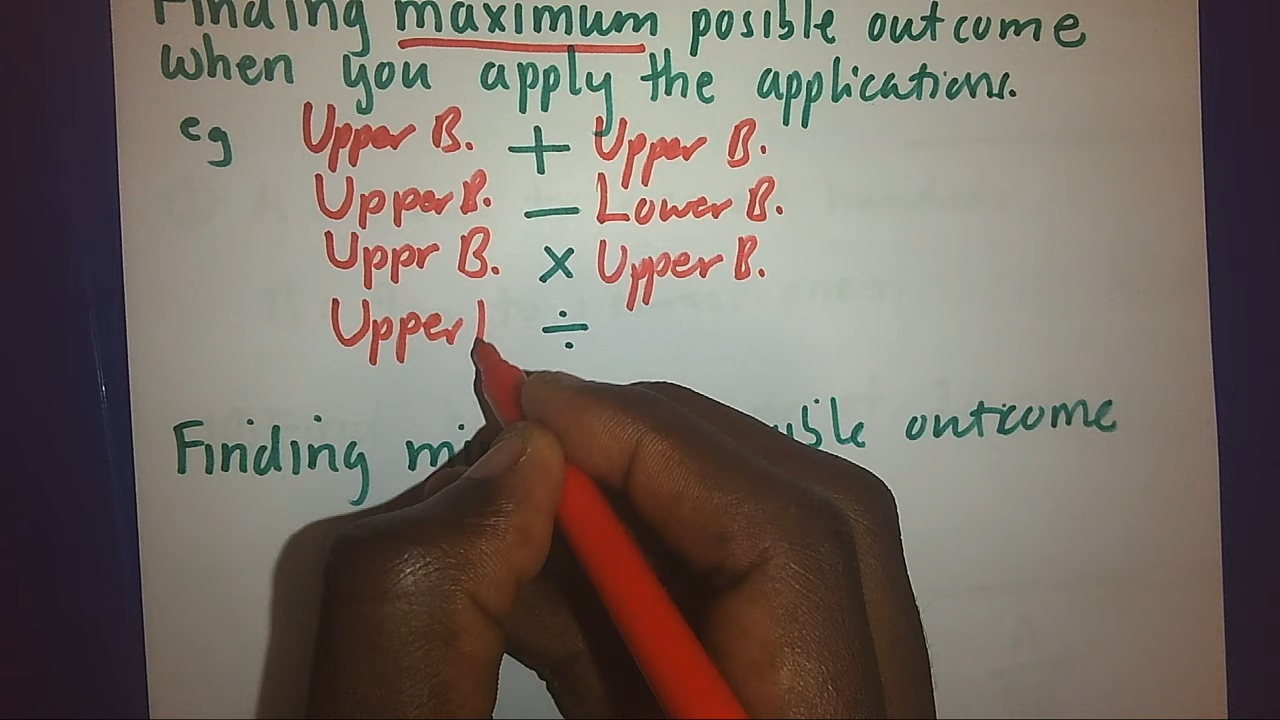 Finding maximum posible outcome
when you apply the applications.
eg Upper B. + Upper B.
Upper B. − Lower B.
Uppr B. × Upper B.
Upper ÷
Finding outcome